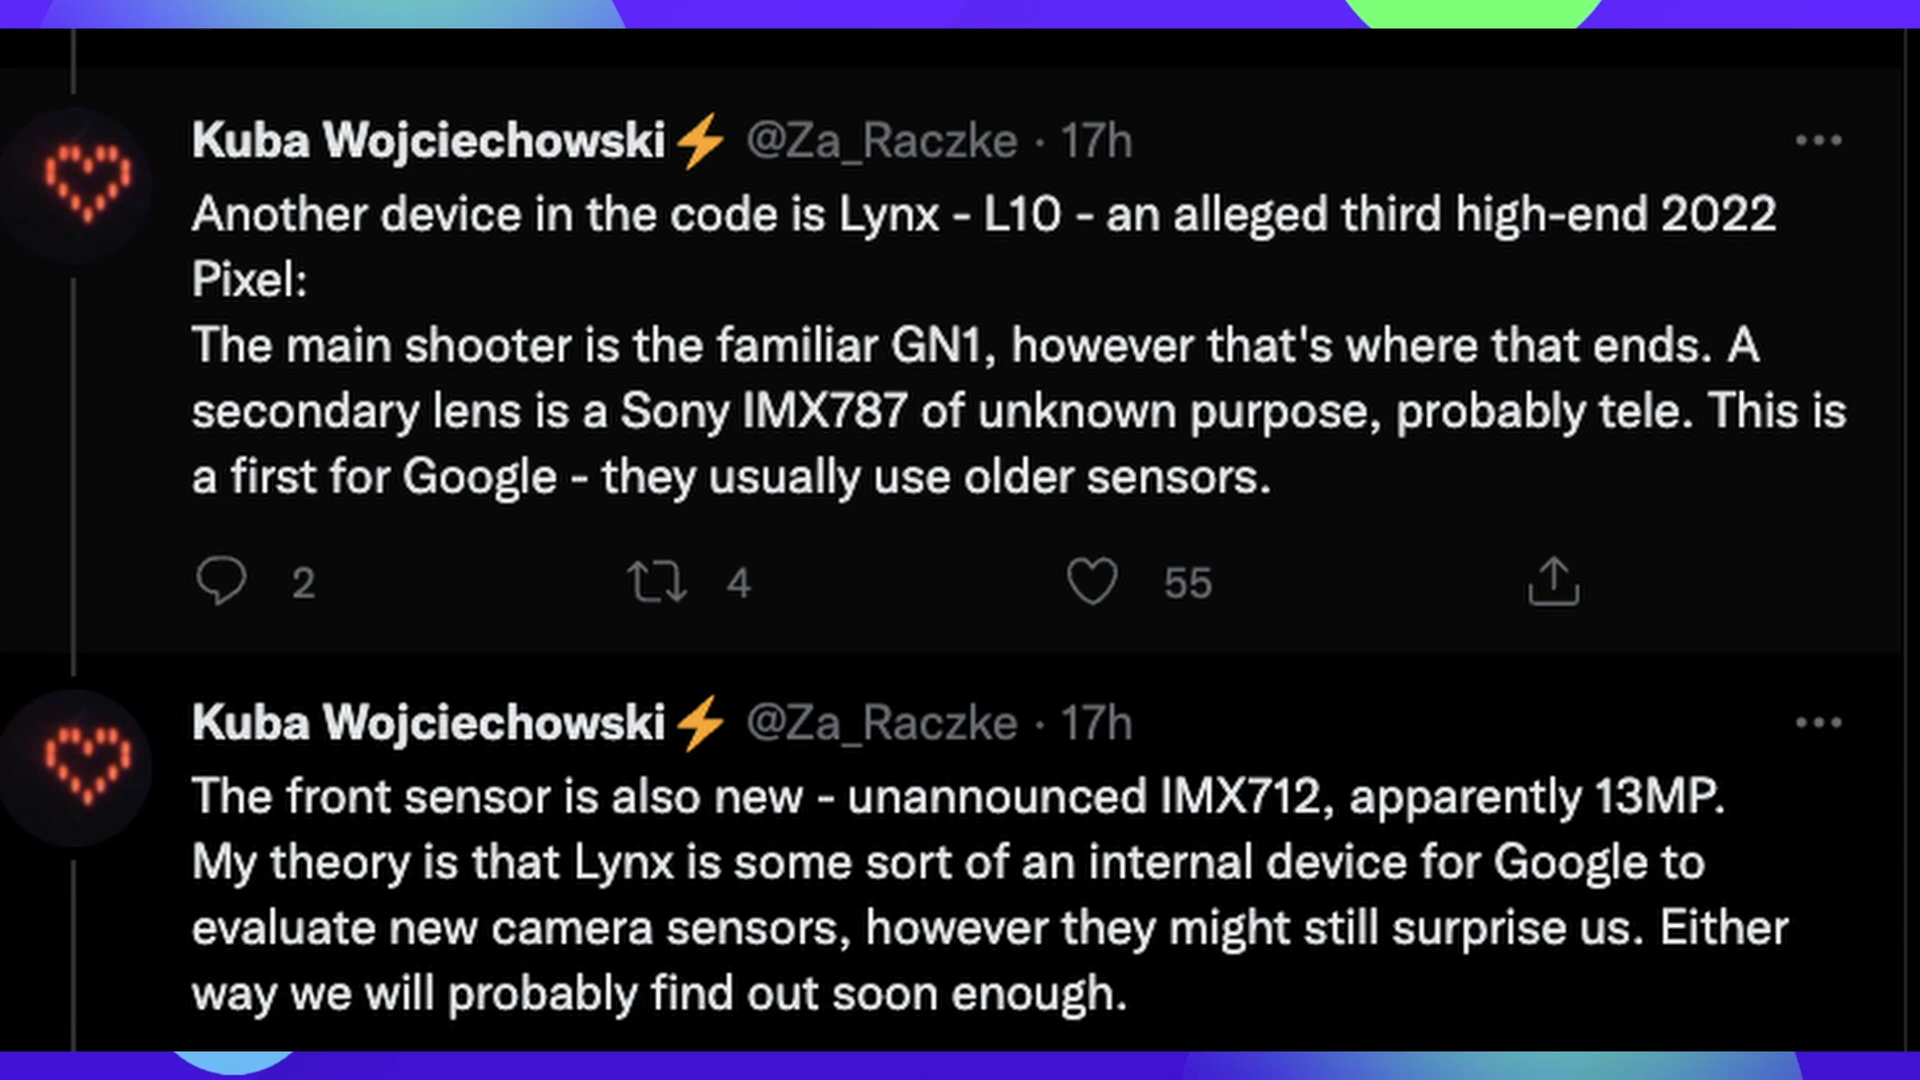 Kuba Wojciechowski⚡ @Za_Raczke · 17h
Another device in the code is Lynx - L10 - an alleged third high-end 2022
Pixel:
The main shooter is the familiar GN1, however that's where that ends. A
secondary lens is a Sony IMX787 of unknown purpose, probably tele. This is
a first for Google - they usually use older sensors.
2 4 55
Kuba Wojciechowski⚡ @Za_Raczke · 17h
The front sensor is also new - unannounced IMX712, apparently 13MP.
My theory is that Lynx is some sort of an internal device for Google to
evaluate new camera sensors, however they might still surprise us. Either
way we will probably find out soon enough.